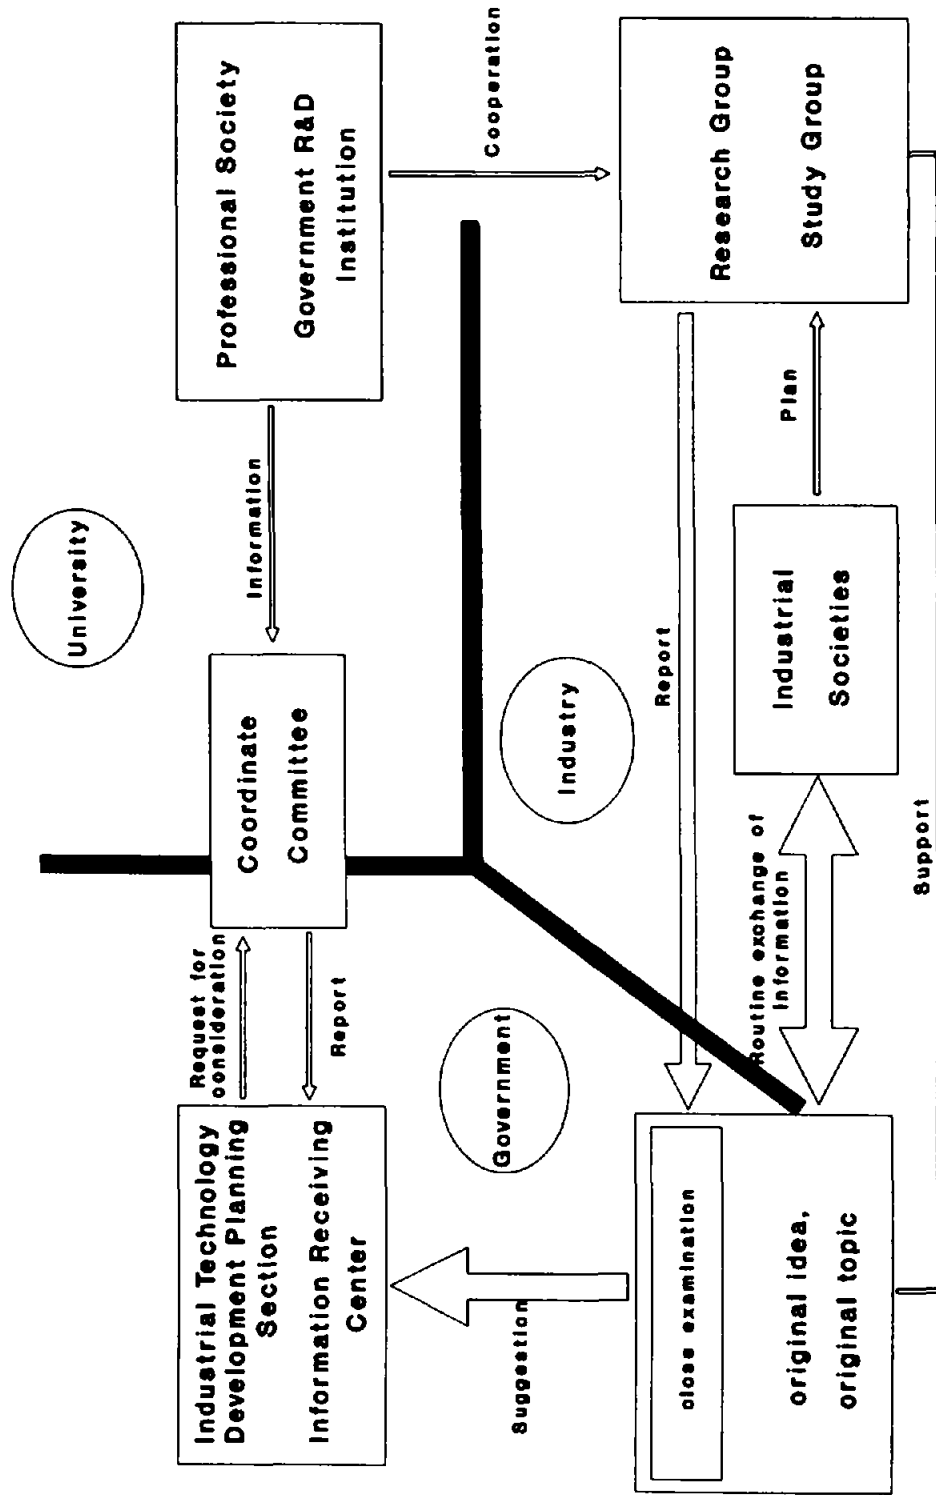 University
Industrial Technology
Development Planning
Section
Information Receiving
Center
Request for
consideration
Report
Coordinate
Committee
Information
Professional Society
Government R&D
Institution
Government
Industry
Suggestion
Cooperation
close examination
original idea,
original topic
Report
Routine exchange of
Information
Industrial
Societies
Plan
Research Group
Study Group
Support